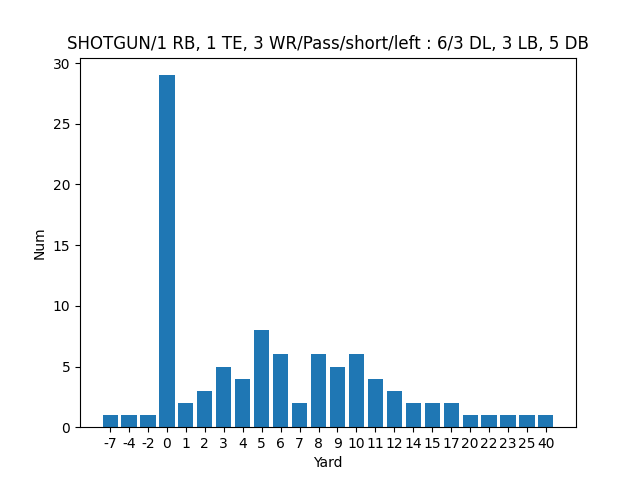 SHOTGUN/1 RB, 1 TE, 3 WR/Pass/short/left : 6/3 DL, 3 LB, 5 DB
30
25
20
15
10
5
0
Num
-7 -4 -2 0 1 2 3 4 5 6 7 8 9 10 11 12 14 15 17 20 22 23 25 40
Yard